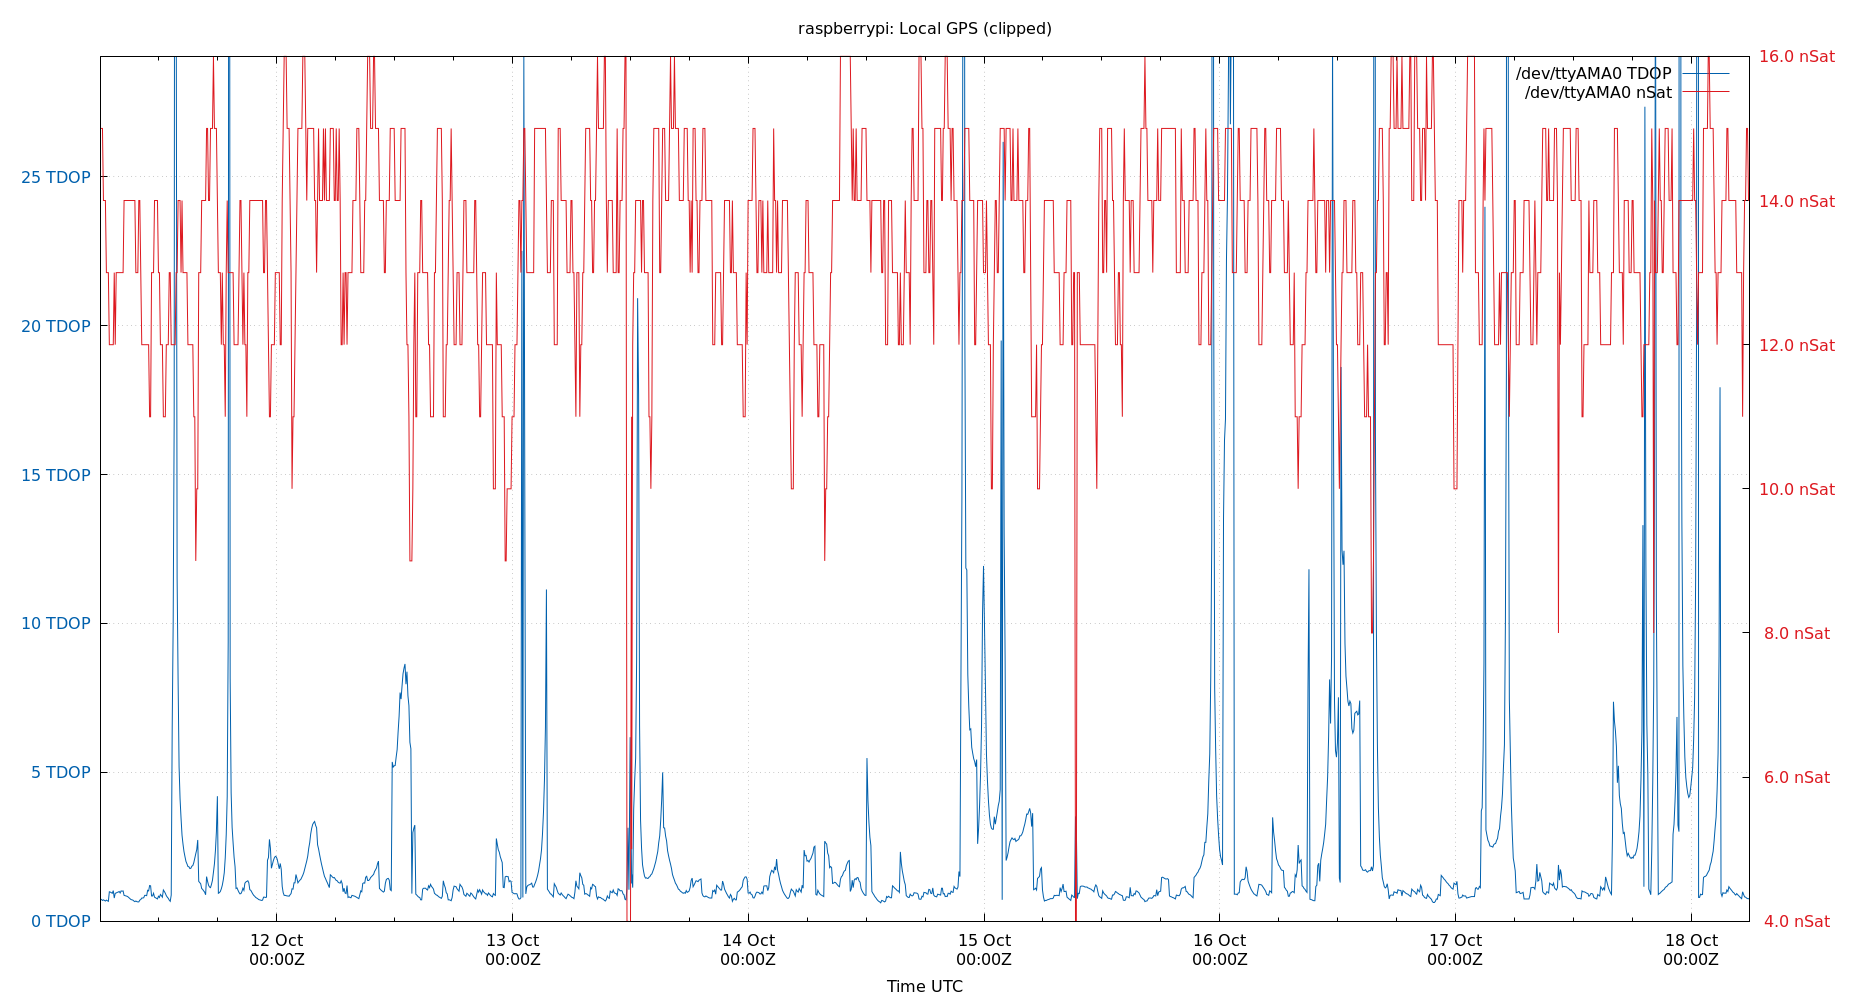 raspberrypi: Local GPS (clipped)
/dev/ttyAMA0 TDOP
/dev/ttyAMA0 nSat
25 TDOP
20 TDOP
15 TDOP
10 TDOP
5 TDOP
0 TDOP
16.0 nSat
14.0 nSat
12.0 nSat
10.0 nSat
8.0 nSat
6.0 nSat
4.0 nSat
12 Oct
00:00Z
13 Oct
00:00Z
14 Oct
00:00Z
15 Oct
00:00Z
16 Oct
00:00Z
17 Oct
00:00Z
18 Oct
00:00Z
Time UTC